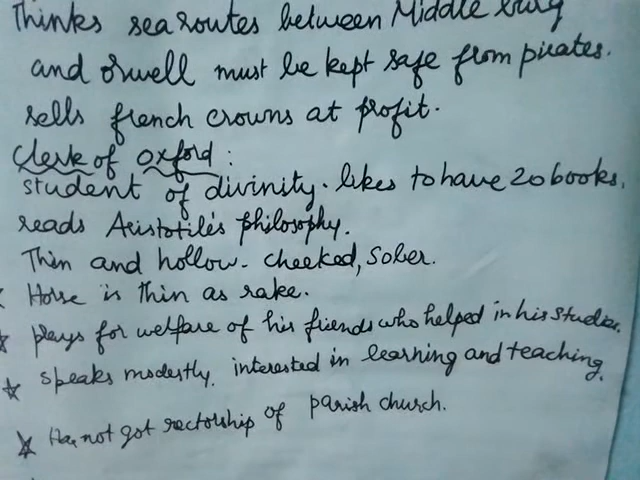 Thinks sea routes between Middleburg
and orwell must be kept safe from pirates.
sells french crowns at profit.
Clerk of Oxford:
student of divinity. likes to have 20 books.
reads Aristotile's philosophy.
Thin and hollow-cheeked, sober.
Horse is thin as rake.
★ prays for welfare of his friends who helped in his studies.
★ speaks modestly. interested in learning and teaching.
★ Has not got rectorship of parish church.